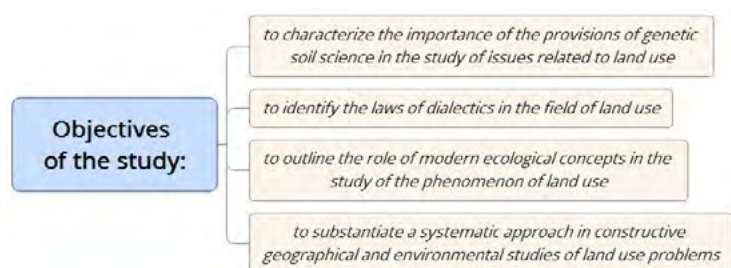 Objectives
of the study:
to characterize the importance of the provisions of genetic
soil science in the study of issues related to land use
to identify the laws of dialectics in the field of land use
to outline the role of modern ecological concepts in the
study of the phenomenon of land use
to substantiate a systematic approach in constructive
geographical and environmental studies of land use problems